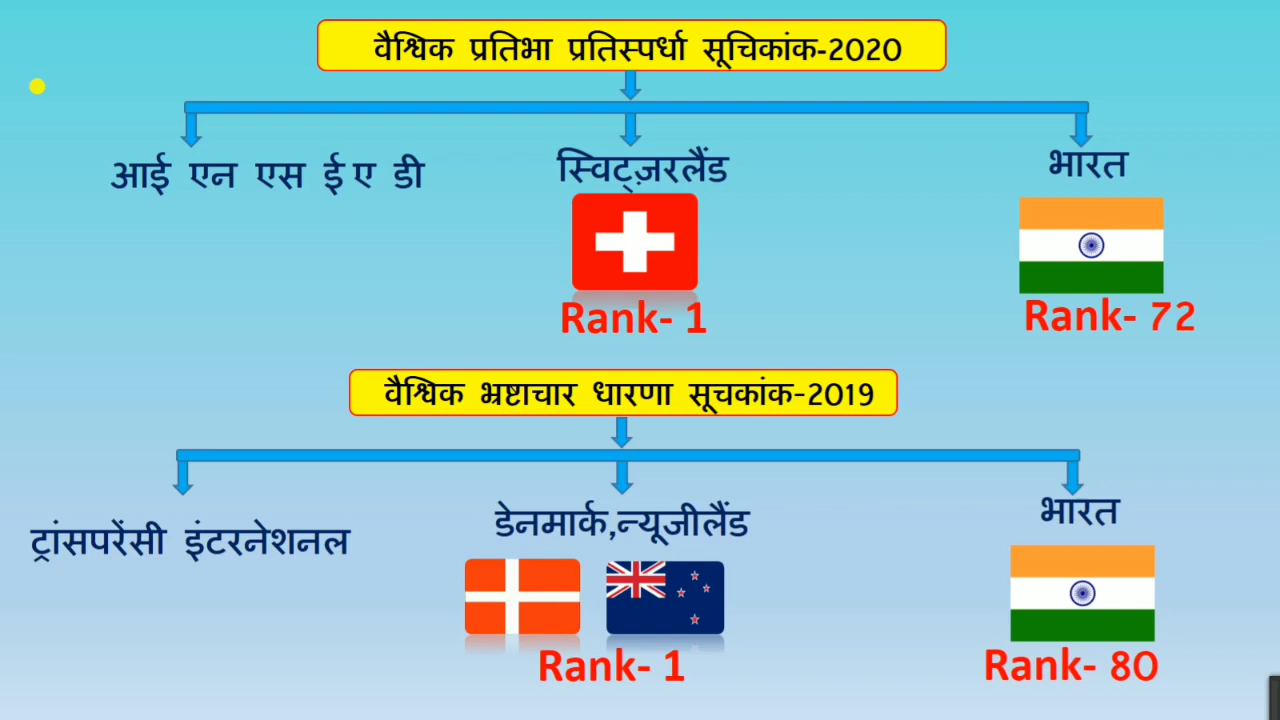 वैश्विक प्रतिभा प्रतिस्पर्धा सूचिकांक-2020
आई एन एस ई ए डी
स्विट्ज़रलैंड
भारत
Rank- 1
Rank- 72
वैश्विक भ्रष्टाचार धारणा सूचकांक-2019
ट्रांसपरेंसी इंटरनेशनल
डेनमार्क,न्यूजीलैंड
भारत
Rank- 1
Rank- 80